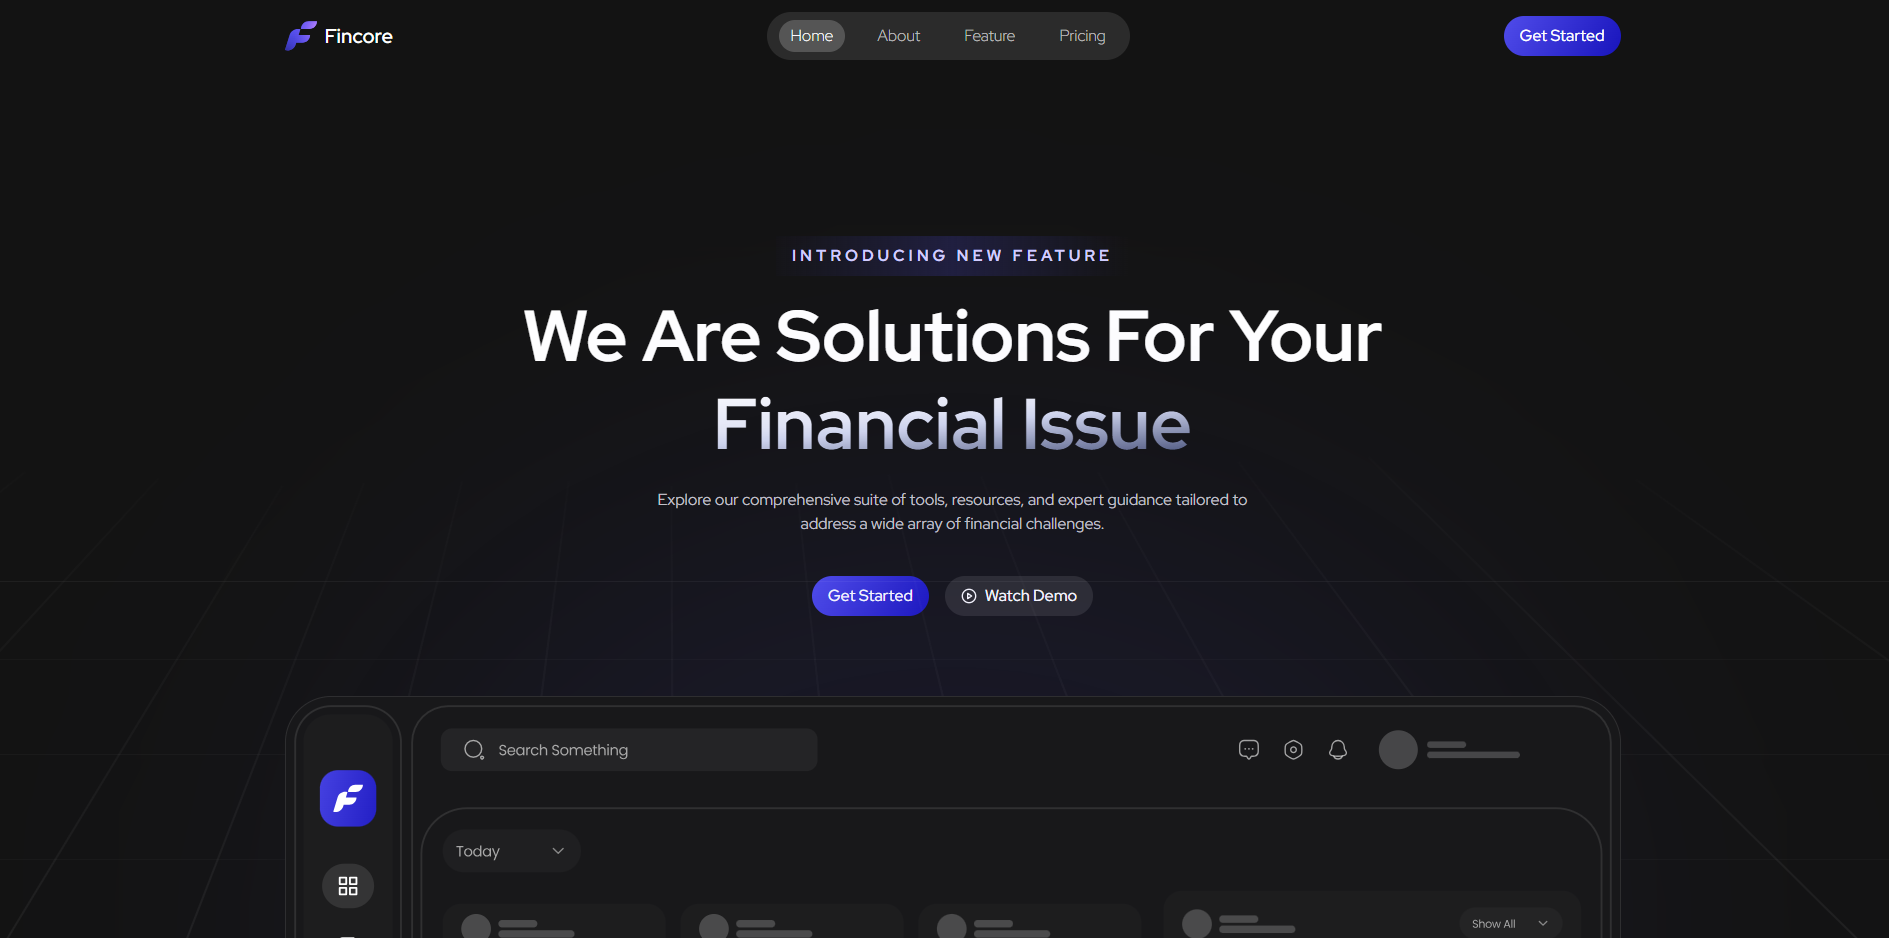 Fincore
Home
About
Feature
Pricing
Get Started
INTRODUCING NEW FEATURE
We Are Solutions For Your
Financial Issue
Explore our comprehensive suite of tools, resources, and expert guidance tailored to
address a wide array of financial challenges.
Get Started
Watch Demo
Search Something
Today
Show All